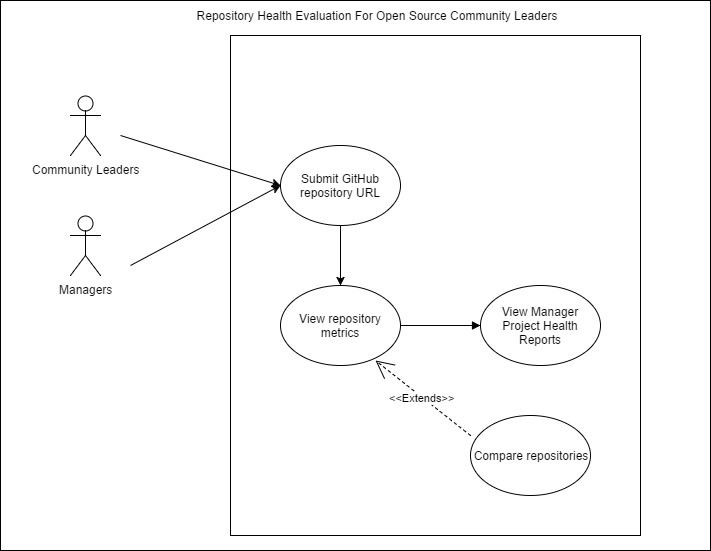 Repository Health Evaluation For Open Source Community Leaders
Community Leaders
Submit GitHub
repository URL
Managers
View repository
metrics
View Manager
Project Health
Reports
<<Extends>>
Compare repositories